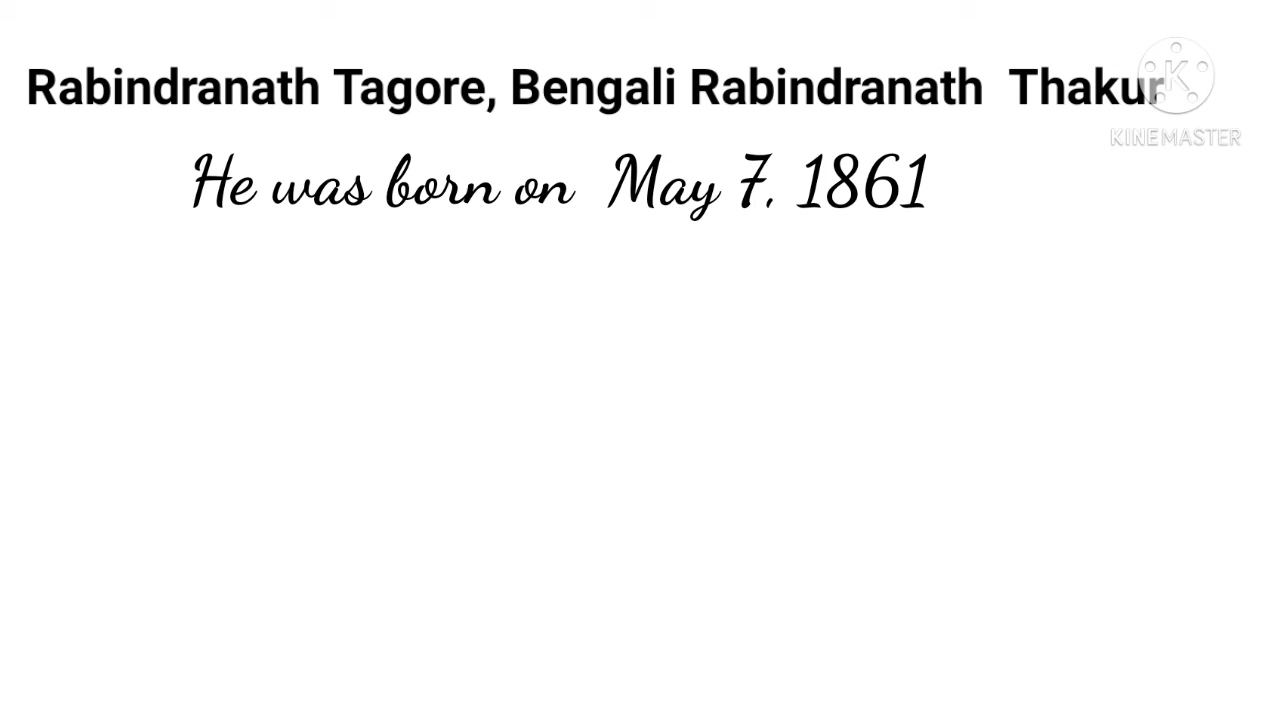 Rabindranath Tagore, Bengali Rabindranath Thakur
KINEMASTER
He was born on May 7, 1861